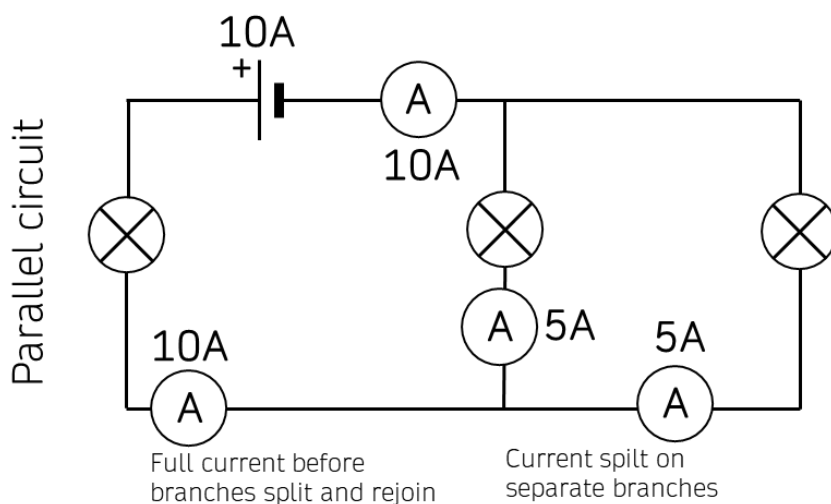 Parallel circuit
10A
+
A
10A
A
5A
10A
A
5A
A
Full current before
branches split and rejoin
Current spilt on
separate branches